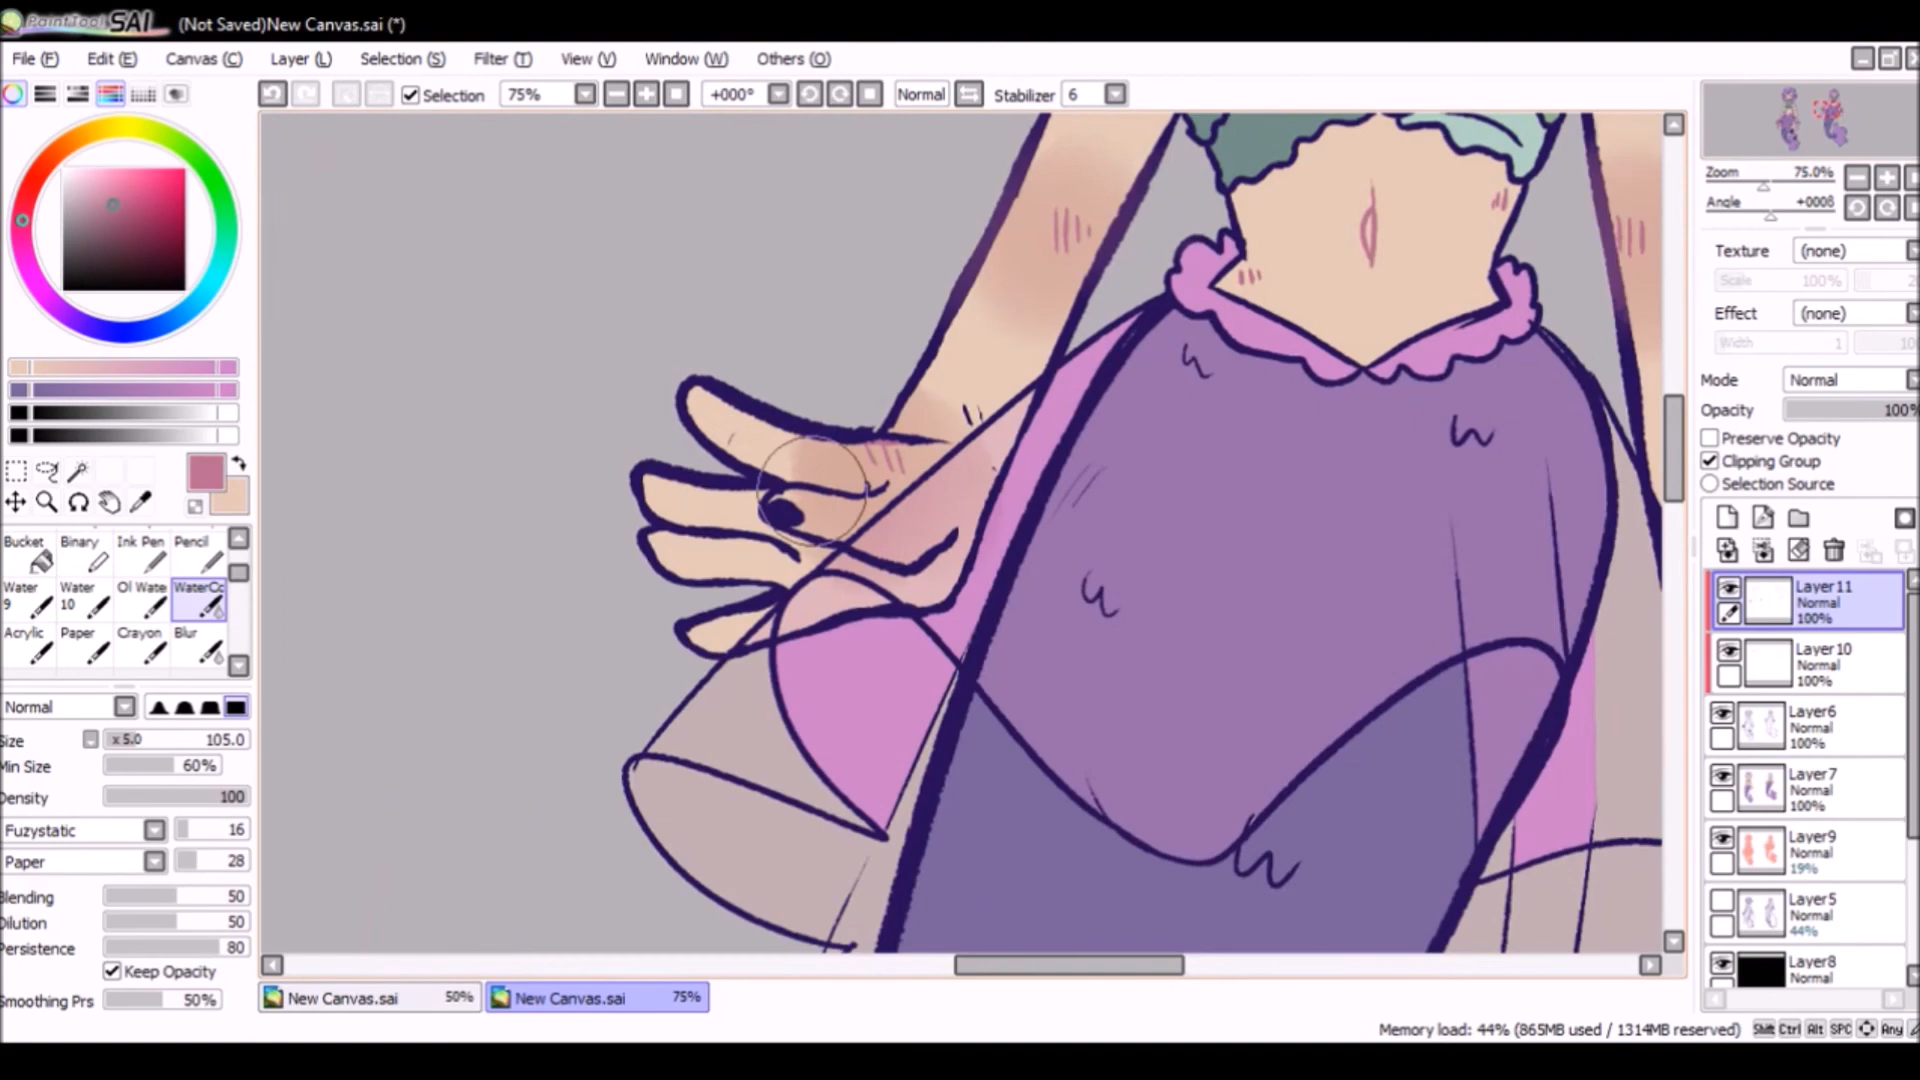 PaintTool SAI (Not Saved)New Canvas.sai (*)
File (F) Edit (E) Canvas (C) Layer (L) Selection (S) Filter (T) View (V) Window (W) Others (O)
Selection 75% +000° Normal Stabilizer 6
Zoom 75.0%
Angle +000§
Texture (none)
Scale 100%
Effect (none)
Width 1 100
Mode Normal
Opacity 100%
Preserve Opacity
Clipping Group
Selection Source
Bucket Binary Ink Pen Pencil
Water 9 Water 10 Ol Wate WaterCo
Acrylic Paper Crayon Blur
Normal
Size x 5.0 105.0
Min Size 60%
Density 100
Fuzystatic 16
Paper 28
Blending 50
Dilution 50
Persistence 80
Keep Opacity
Smoothing Prs 50%
Layer11
Normal
100%
Layer10
Normal
100%
Layer6
Normal
100%
Layer7
Normal
100%
Layer9
Normal
19%
Layer5
Normal
44%
Layer8
Normal
New Canvas.sai 50% New Canvas.sai 75%
Memory load: 44% (865MB used / 1314MB reserved) Shift Ctrl Alt SPC Any